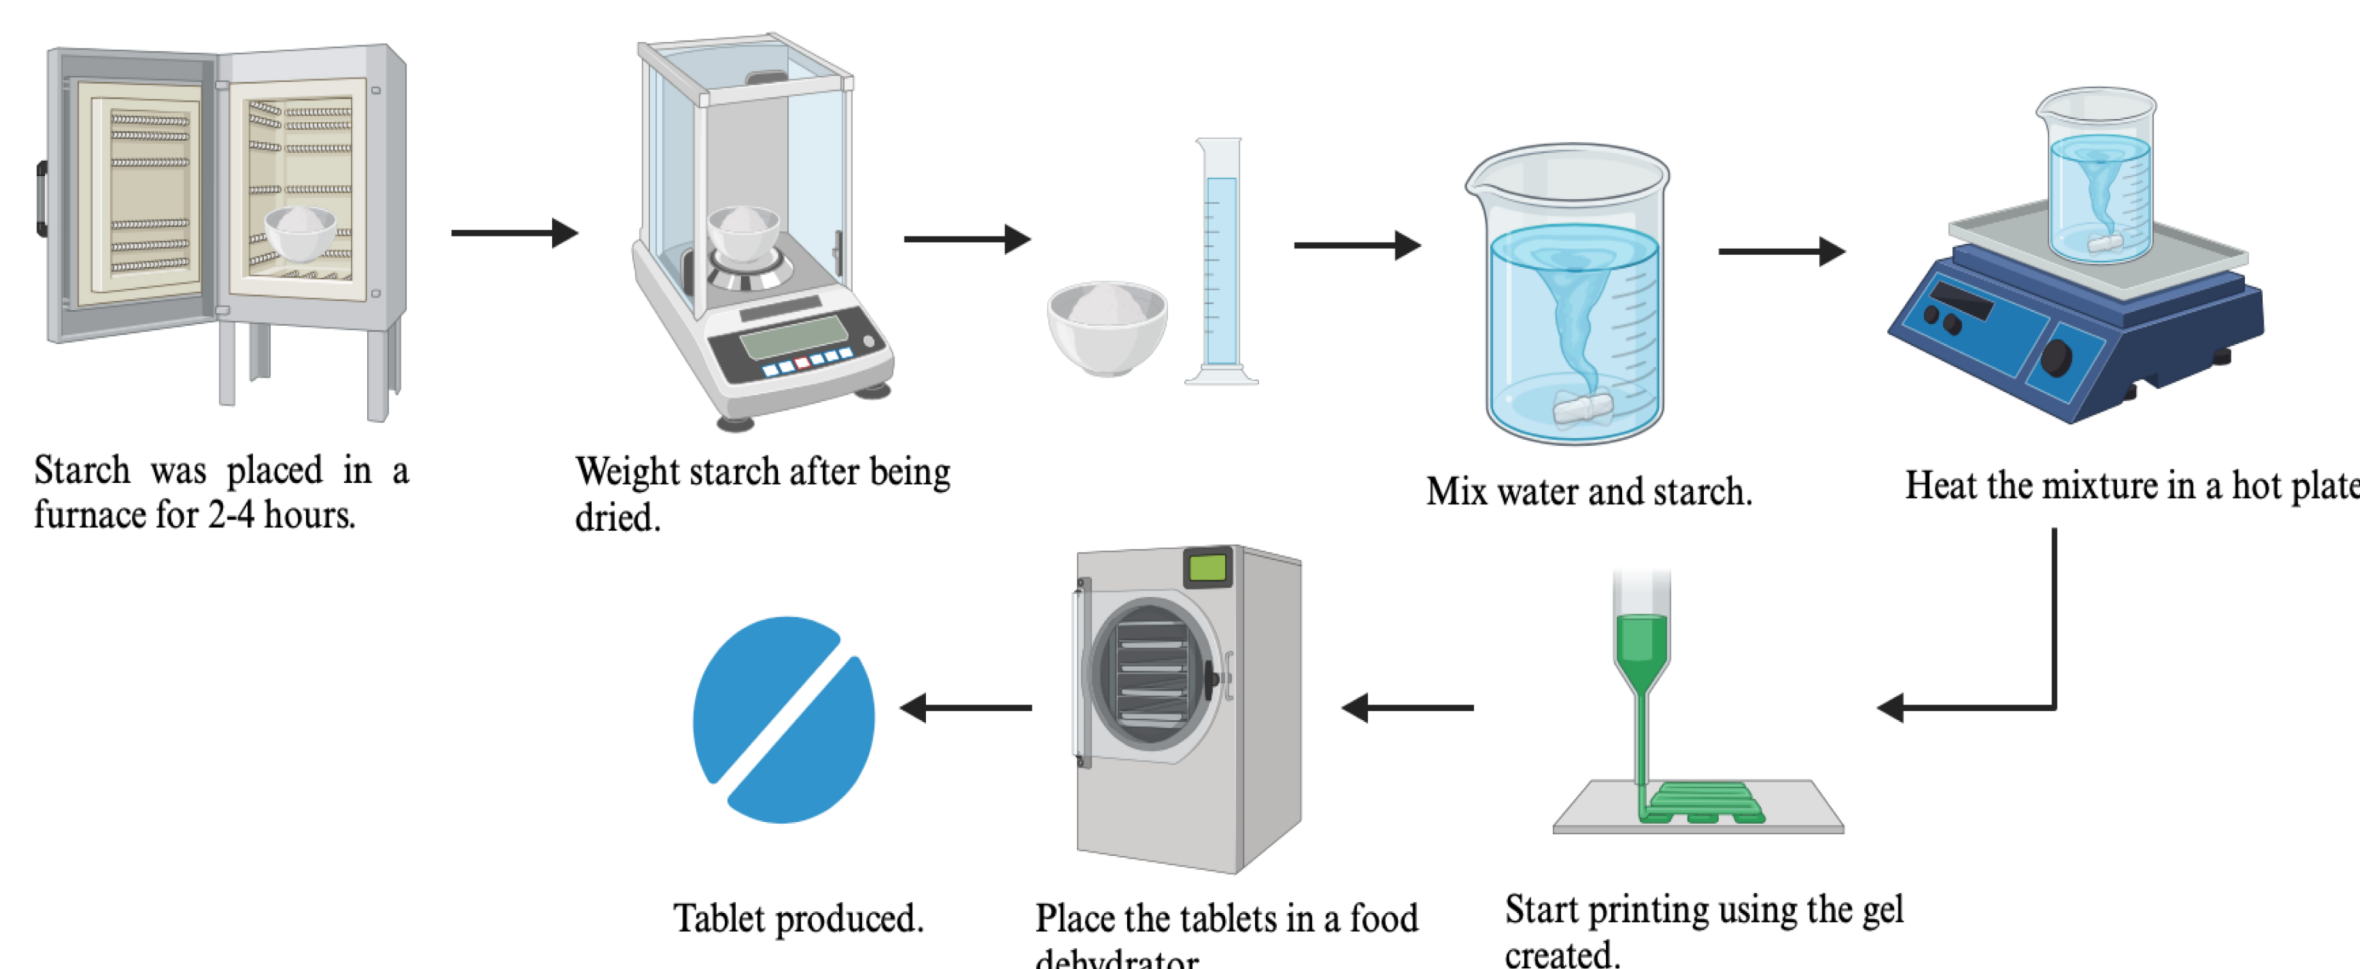 Starch was placed in a
furnace for 2-4 hours.
Weight starch after being
dried.
Mix water and starch.
Heat the mixture in a hot plate
Tablet produced.
Place the tablets in a food
dehydrator
Start printing using the gel
created.